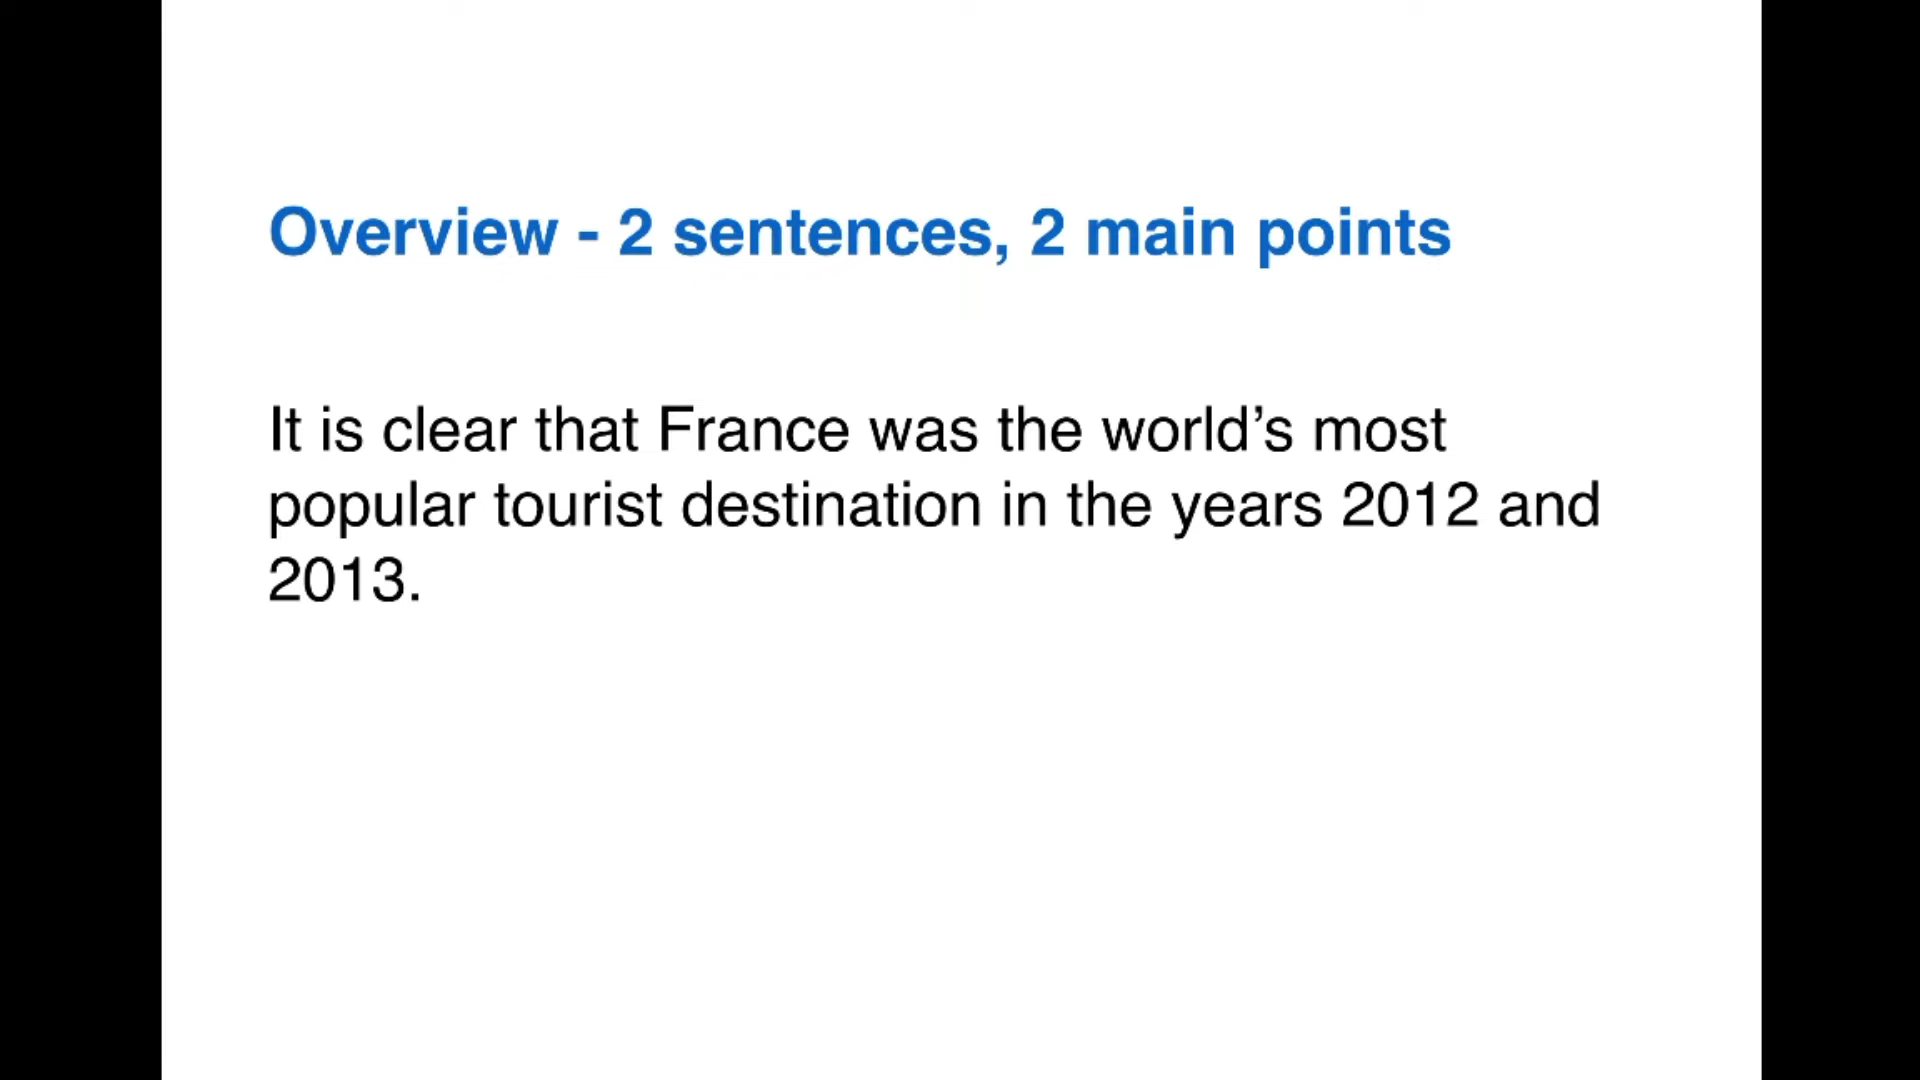 Overview - 2 sentences, 2 main points
It is clear that France was the world’s most
popular tourist destination in the years 2012 and
2013.